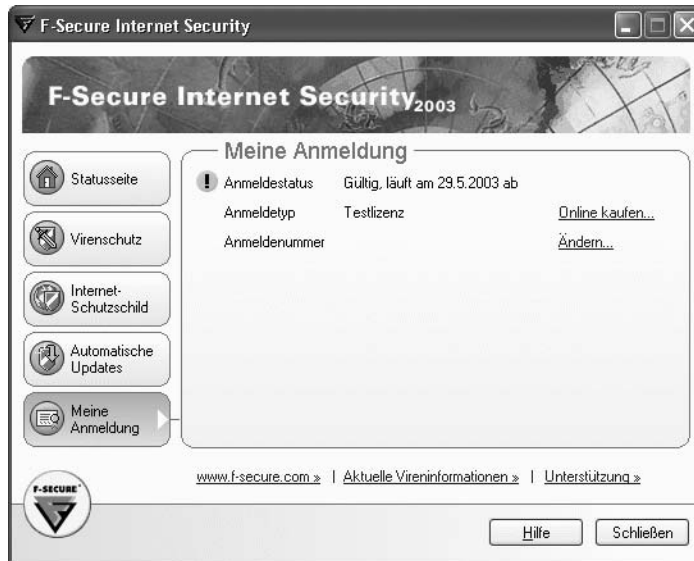 F-Secure Internet Security
F-Secure Internet Security 2003
Statusseite
Virenschutz
Internet-
Schutzschild
Automatische
Updates
Meine
Anmeldung
Meine Anmeldung
! Anmeldestatus Gültig, läuft am 29.5.2003 ab
Anmeldetyp Testlizenz Online kaufen...
Anmeldenummer Ändern...
www.f-secure.com » | Aktuelle Vireninformationen » | Unterstützung »
F-SECURE
Hilfe Schließen